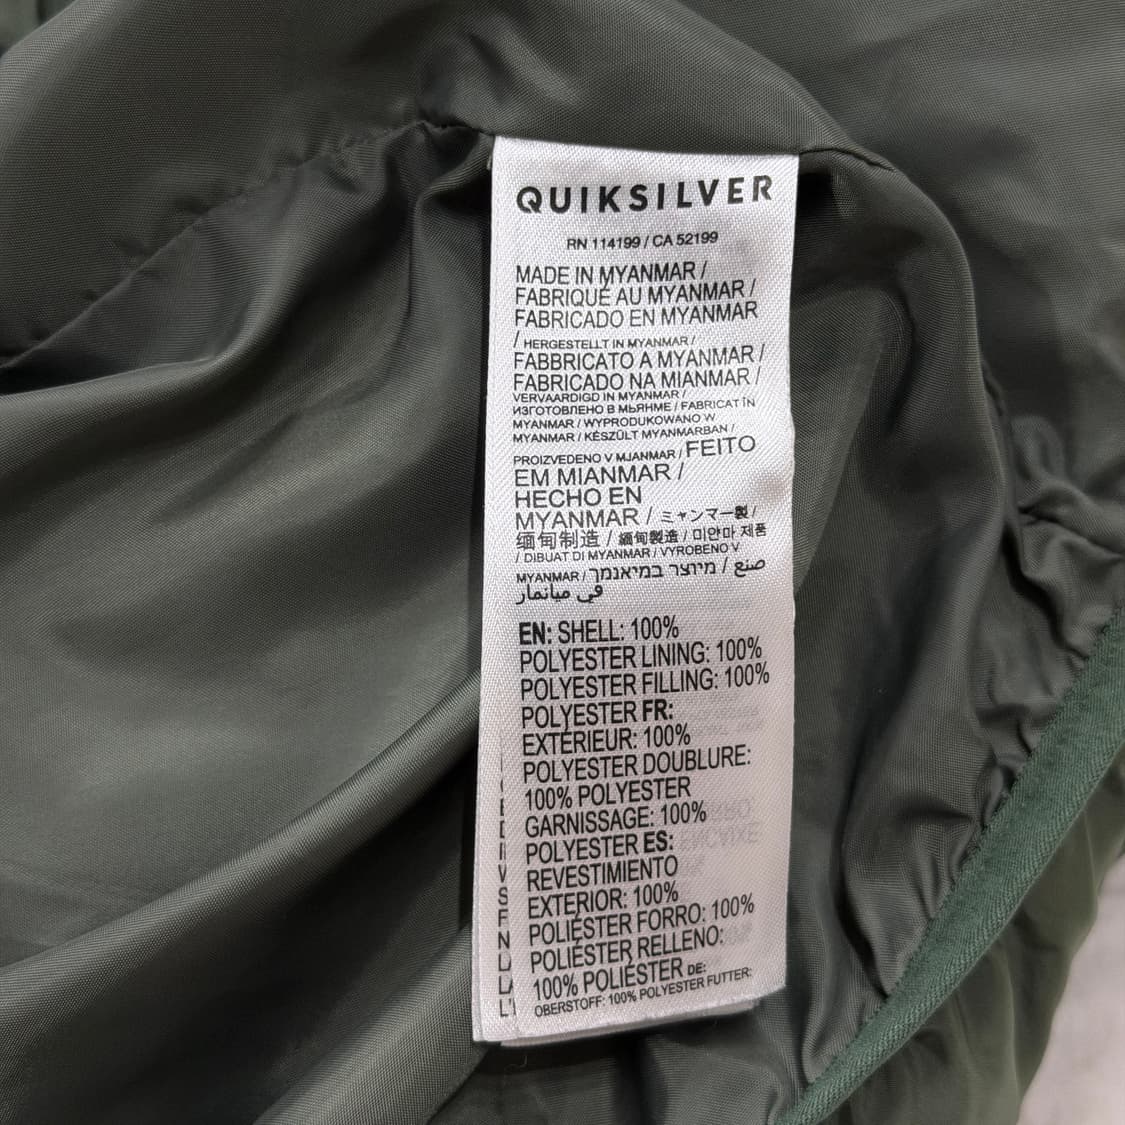 QUIKSILVER
RN 114199 / CA 52199
MADE IN MYANMAR /
FABRIQUÉ AU MYANMAR /
FABRICADO EN MYANMAR
/ HERGESTELLT IN MYANMAR /
FABBRICATO A MYANMAR /
FABRICADO NA MIANMAR /
VERVAARDIGD IN MYANMAR /
ИЗГОТОВЛЕНО В МЬЯНМЕ / FABRICAT ÎN
MYANMAR / WYPRODUKOWANO W
MYANMAR / KÉSZÜLT MYANMARBAN /
PROIZVEDENO V MJANMAR / FEITO
EM MIANMAR /
HECHO EN
MYANMAR / ミャンマー製 /
缅甸制造 / 緬甸製造 / 미얀마 제품
/ DIBUAT DI MYANMAR / VYROBENO V
MYANMAR / מיוצר במיאנמר / صنع
في ميانمار
EN: SHELL: 100%
POLYESTER LINING: 100%
POLYESTER FILLING: 100%
POLYESTER FR:
EXTÉRIEUR: 100%
POLYESTER DOUBLURE:
100% POLYESTER
GARNISSAGE: 100%
POLYESTER ES:
REVESTIMIENTO
EXTERIOR: 100%
POLIÉSTER FORRO: 100%
POLIÉSTER RELLENO:
100% POLIÉSTER DE:
OBERSTOFF: 100% POLYESTER FUTTER: